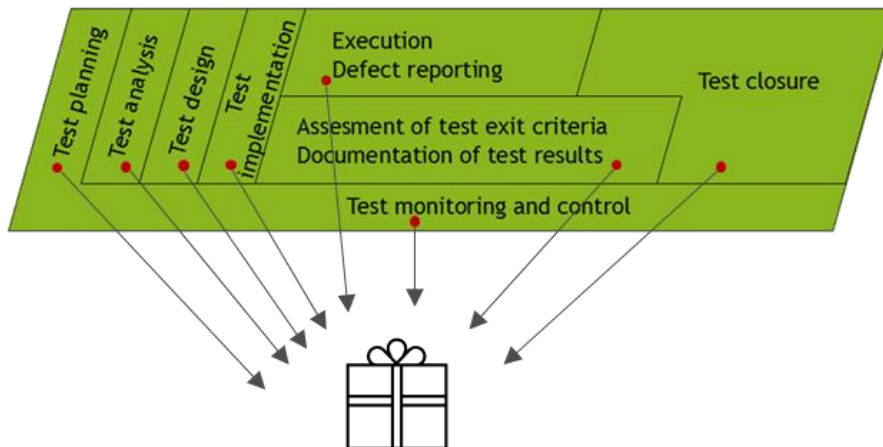 Test planning
Test analysis
Test design
Test
implementation
Execution
Defect reporting
Assesment of test exit criteria
Documentation of test results
Test closure
Test monitoring and control